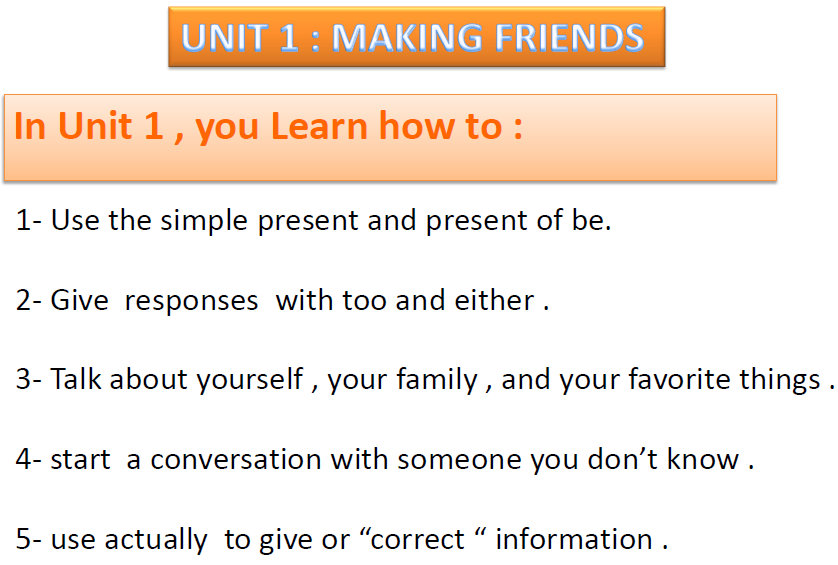 UNIT 1 : MAKING FRIENDS
In Unit 1 , you Learn how to :
1- Use the simple present and present of be.
2- Give  responses  with too and either .
3- Talk about yourself , your family , and your favorite things .
4- start  a conversation with someone you don’t know .
5- use actually  to give or “correct “ information .